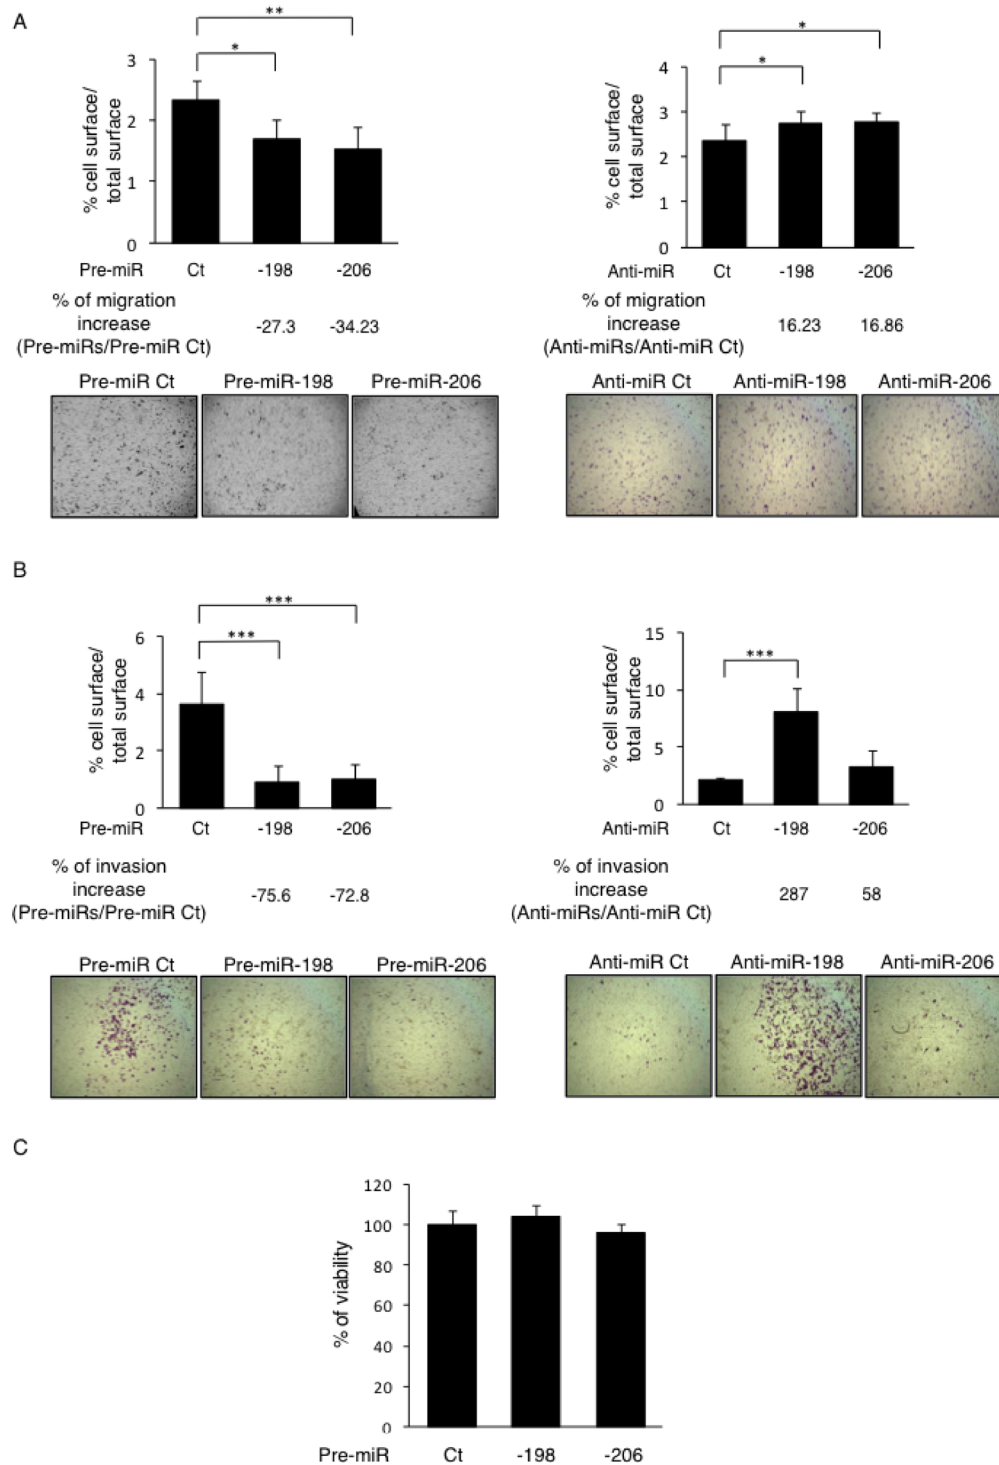 A
**
*
3
2
1
0
% cell surface/
total surface
Pre-miR Ct -198 -206
% of migration
increase
(Pre-miRs/Pre-miR Ct)
-27.3 -34.23
Pre-miR Ct Pre-miR-198 Pre-miR-206
*
*
4
3
2
1
0
% cell surface/
total surface
Anti-miR Ct -198 -206
% of migration
increase
(Anti-miRs/Anti-miR Ct)
16.23 16.86
Anti-miR Ct Anti-miR-198 Anti-miR-206
B
***
***
6
4
2
0
% cell surface/
total surface
Pre-miR Ct -198 -206
% of invasion
increase
(Pre-miRs/Pre-miR Ct)
-75.6 -72.8
Pre-miR Ct Pre-miR-198 Pre-miR-206
***
15
10
5
0
% cell surface/
total surface
Anti-miR Ct -198 -206
% of invasion
increase
(Anti-miRs/Anti-miR Ct)
287 58
Anti-miR Ct Anti-miR-198 Anti-miR-206
C
120
100
80
60
40
20
0
% of viability
Pre-miR Ct -198 -206